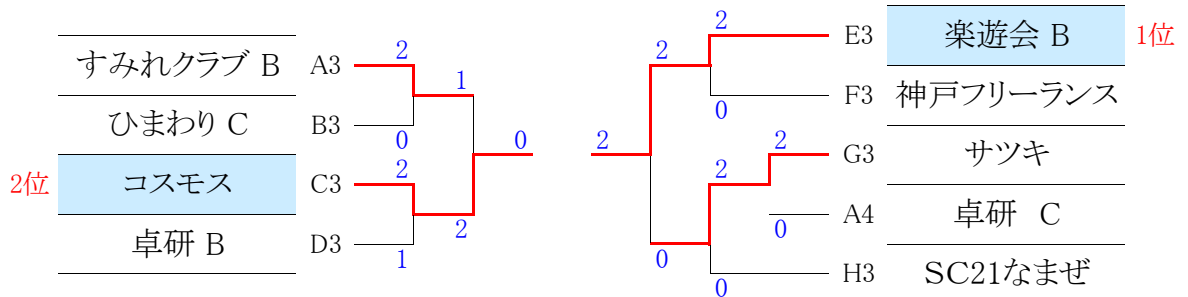 すみれクラブ B A3 2
1
ひまわり C B3 0
0
2位 コスモス C3 2
2
卓研 B D3 1
2 E3 楽遊会 B 1位
2
F3 神戸フリーランス
0
2
2 G3 サツキ
2
A4 卓研 C
0
0
H3 SC21なまぜ
0